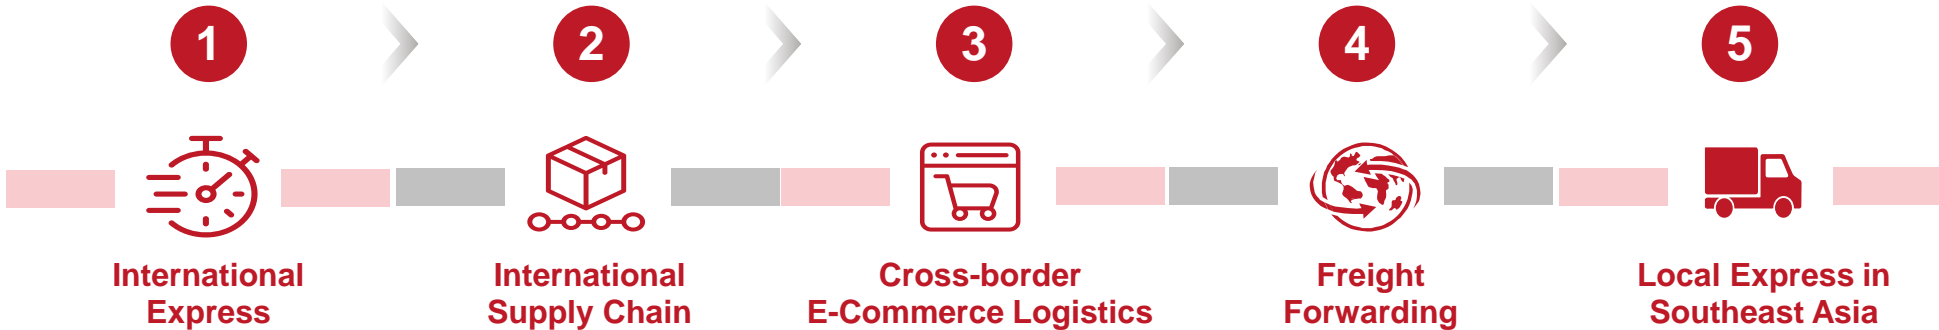 1
2
3
4
5
International
Express
International
Supply Chain
Cross-border
E-Commerce Logistics
Freight
Forwarding
Local Express in
Southeast Asia